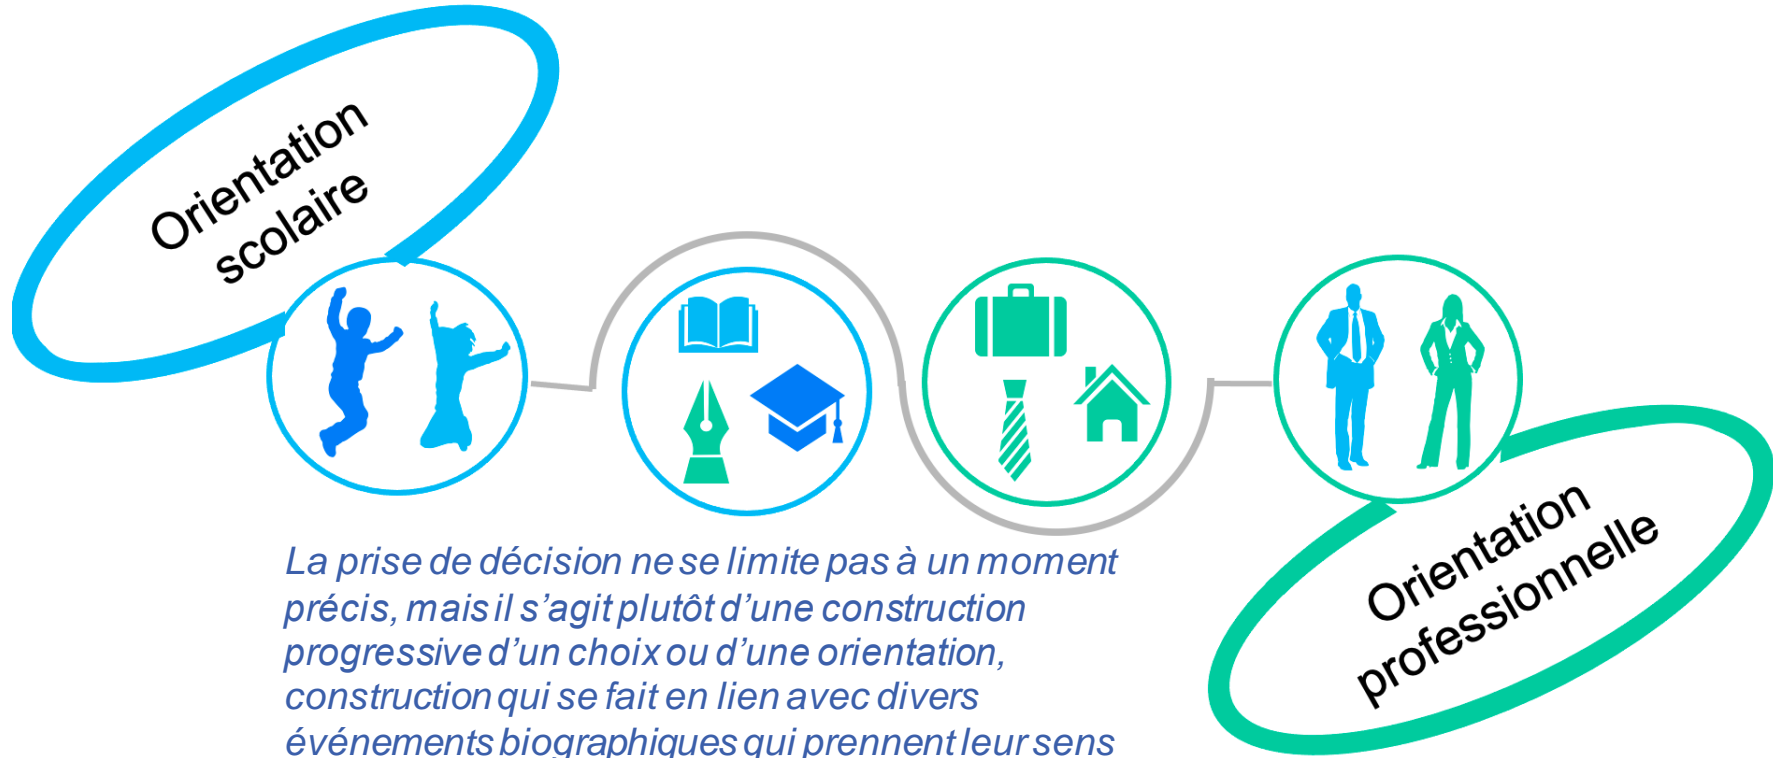 Orientation
scolaire
La prise de décision ne se limite pas à un moment
précis, mais il s’agit plutôt d’une construction
progressive d’un choix ou d’une orientation,
construction qui se fait en lien avec divers
événements biographiques qui prennent leur sens
Orientation
professionnelle